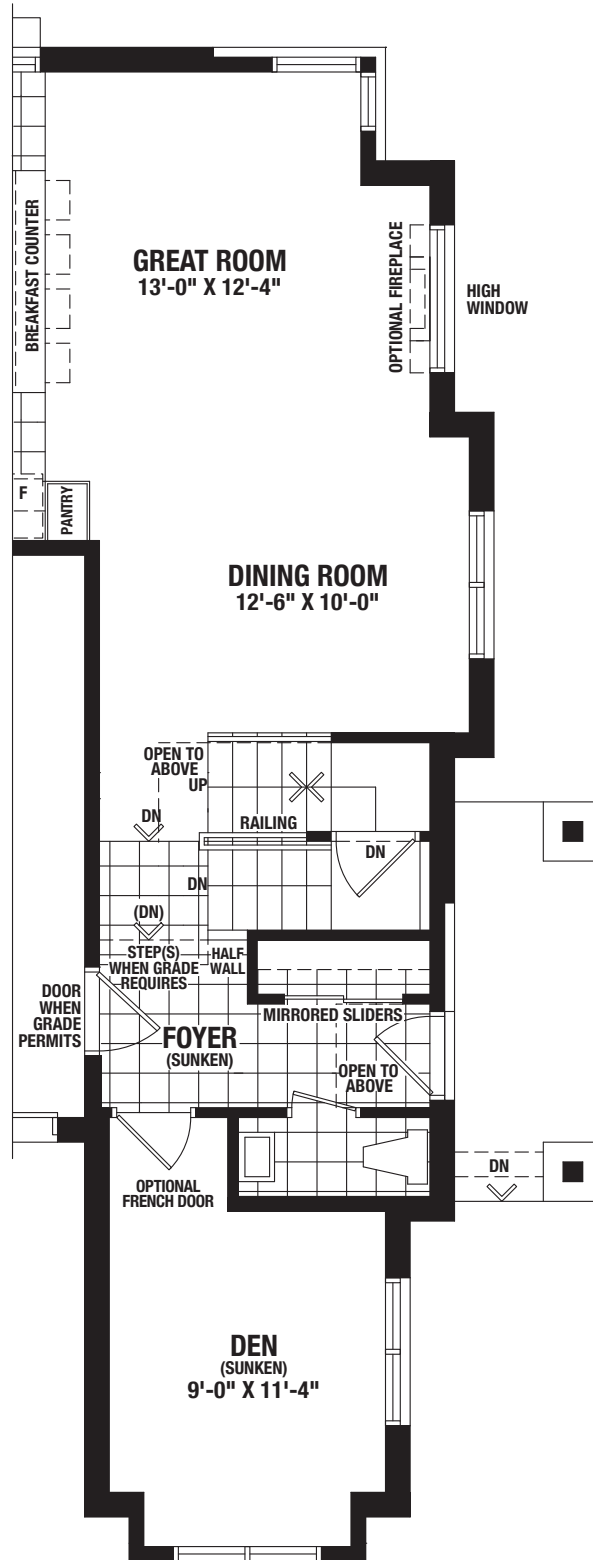 BREAKFAST COUNTER
GREAT ROOM
13'-0" X 12'-4"
OPTIONAL FIREPLACE
HIGH
WINDOW
F
PANTRY
DINING ROOM
12'-6" X 10'-0"
OPEN TO
ABOVE
UP
DN
RAILING
DN
DN
(DN)
STEP(S)
WHEN GRADE
REQUIRES
HALF
WALL
DOOR
WHEN
GRADE
PERMITS
FOYER
(SUNKEN)
MIRRORED SLIDERS
OPEN TO
ABOVE
OPTIONAL
FRENCH DOOR
DN
DEN
(SUNKEN)
9'-0" X 11'-4"